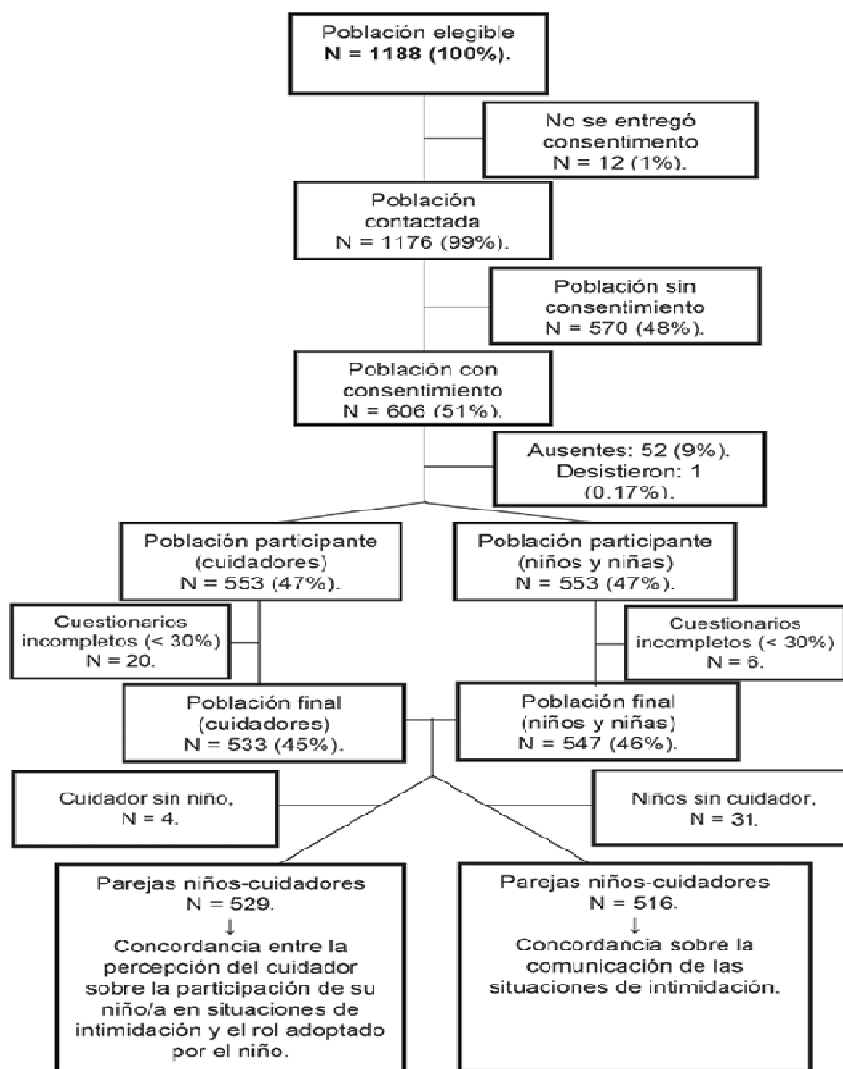 Población elegible
N = 1188 (100%).
No se entregó
consentimento
N = 12 (1%).
Población
contactada
N = 1176 (99%).
Población sin
consentimiento
N = 570 (48%).
Población con
consentimiento
N = 606 (51%).
Ausentes: 52 (9%).
Desistieron: 1
(0.17%).
Población participante
(cuidadores)
N = 553 (47%).
Población participante
(niños y niñas)
N = 553 (47%).
Cuestionarios
incompletos (< 30%)
N = 20.
Cuestionarios
incompletos (< 30%)
N = 6.
Población final
(cuidadores)
N = 533 (45%).
Población final
(niños y niñas)
N = 547 (46%).
Cuidador sin niño,
N = 4.
Niños sin cuidador,
N = 31.
Parejas niños-cuidadores
N = 529.
↓
Concordancia entre la
percepción del cuidador
sobre la participación de su
niño/a en situaciones de
intimidación y el rol adoptado
por el niño.
Parejas niños-cuidadores
N = 516.
↓
Concordancia sobre la
comunicación de las
situaciones de intimidación.